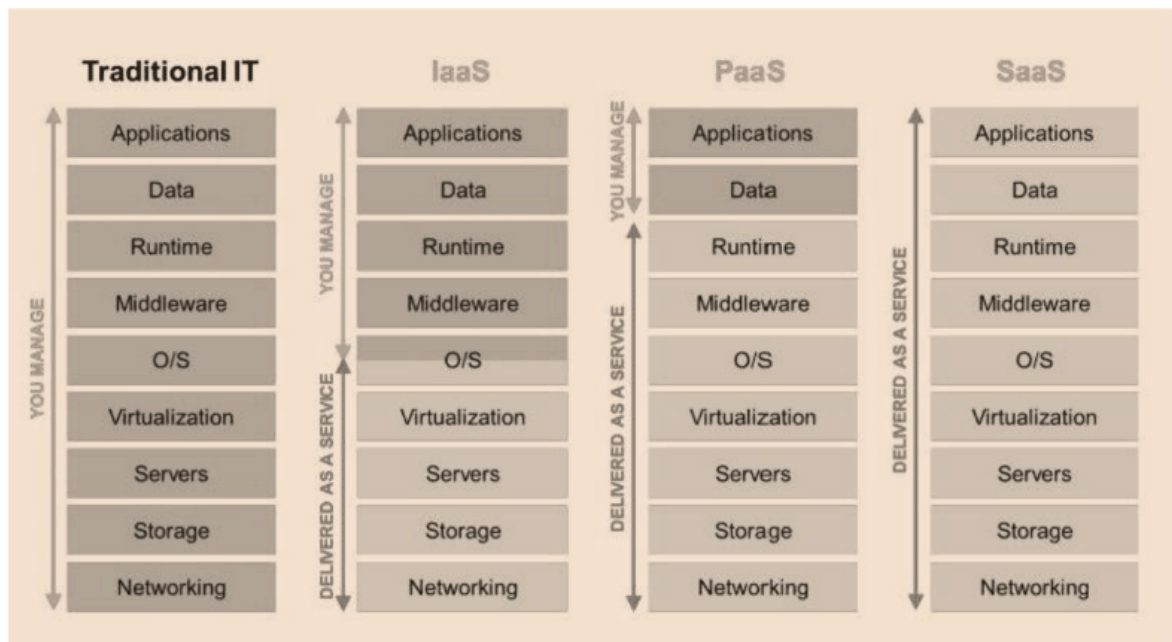 Traditional IT
IaaS
PaaS
SaaS
YOU MANAGE
Applications
Data
Runtime
Middleware
O/S
Virtualization
Servers
Storage
Networking
YOU MANAGE
DELIVERED AS A SERVICE
Applications
Data
Runtime
Middleware
O/S
Virtualization
Servers
Storage
Networking
YOU MANAGE
DELIVERED AS A SERVICE
Applications
Data
Runtime
Middleware
O/S
Virtualization
Servers
Storage
Networking
DELIVERED AS A SERVICE
Applications
Data
Runtime
Middleware
O/S
Virtualization
Servers
Storage
Networking